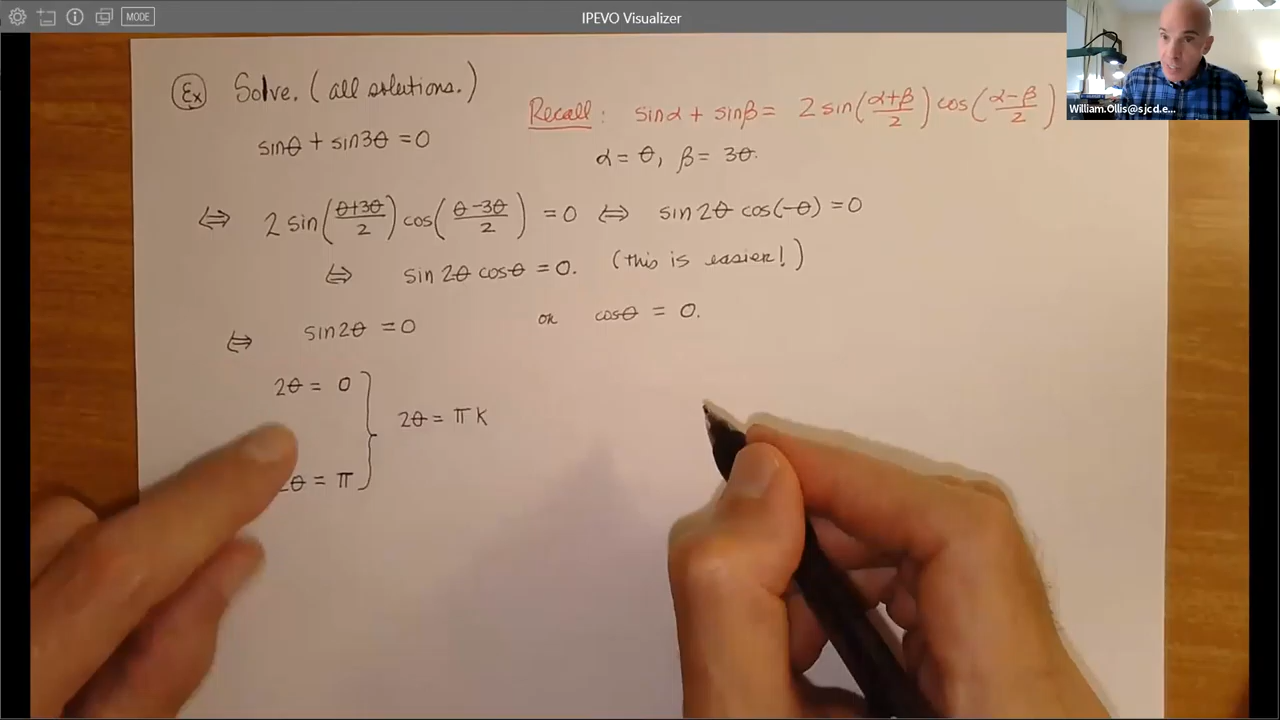 MODE
IPEVO Visualizer
William.Ollis@sjcd.e...
Ex Solve. (all solutions.)
Recall: sinα + sinβ = 2 sin((α+β)/2) cos((α-β)/2)
sinθ + sin3θ = 0
α = θ, β = 3θ.
⇔ 2 sin((θ+3θ)/2) cos((θ-3θ)/2) = 0 ⇔ sin2θ cos(-θ) = 0
⇔ sin 2θ cosθ = 0. (this is easier!)
⇔ sin2θ = 0 or cosθ = 0.
2θ = 0
2θ = π k
2θ = π